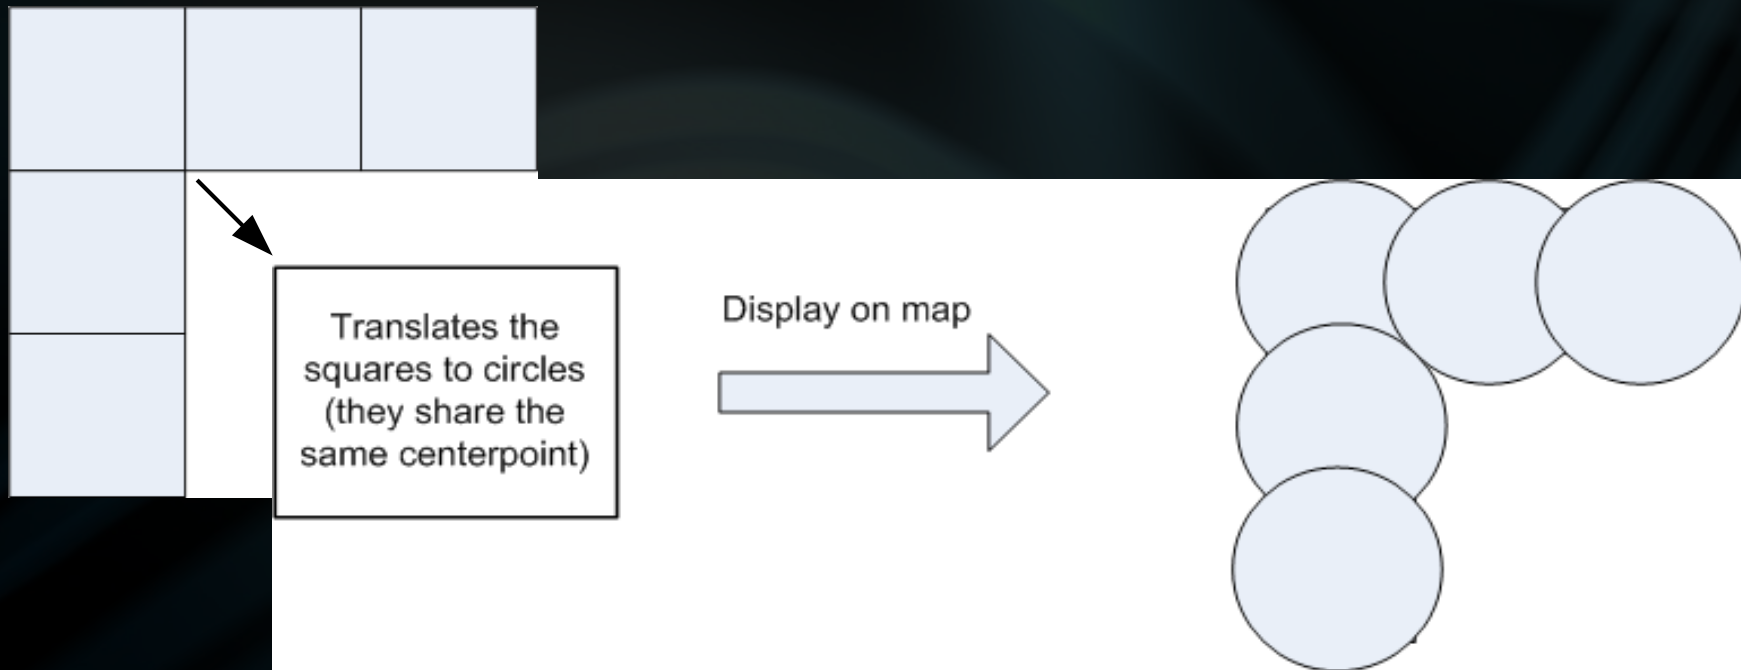 Translates the
squares to circles
(they share the
same centerpoint)
Display on map